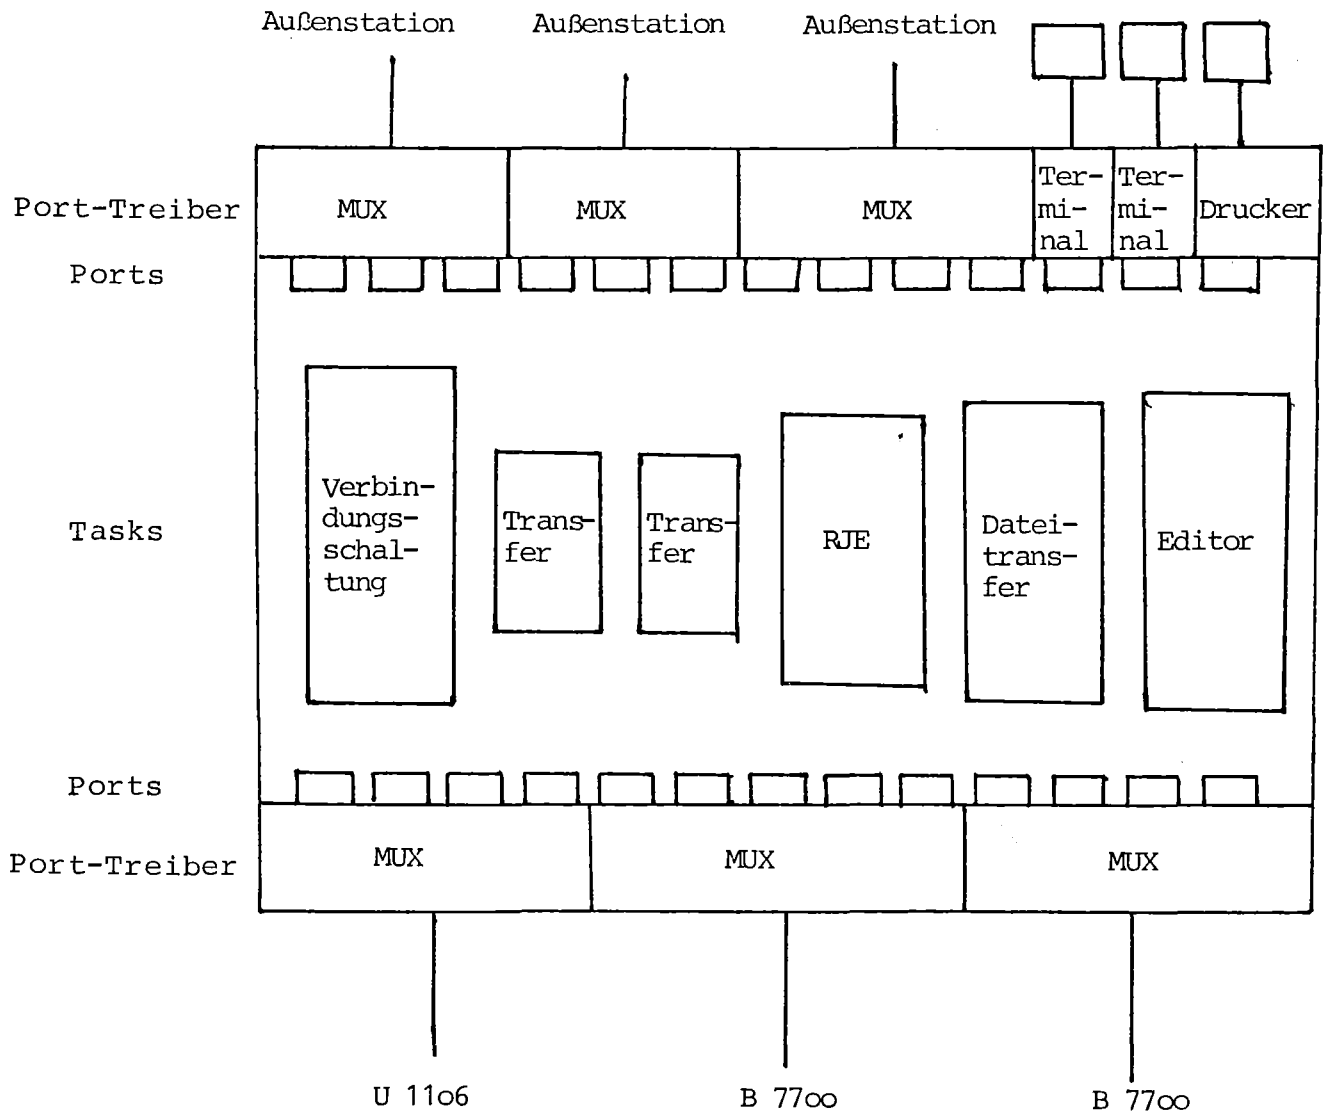 Außenstation Außenstation Außenstation
Port-Treiber
MUX
MUX
MUX
Ter-
mi-
nal
Ter-
mi-
nal
Drucker
Ports
Tasks
Verbin-
dungs-
schal-
tung
Trans-
fer
Trans-
fer
RJE
Datei-
trans-
fer
Editor
Ports
Port-Treiber
MUX
MUX
MUX
U 11o6
B 77oo
B 77oo